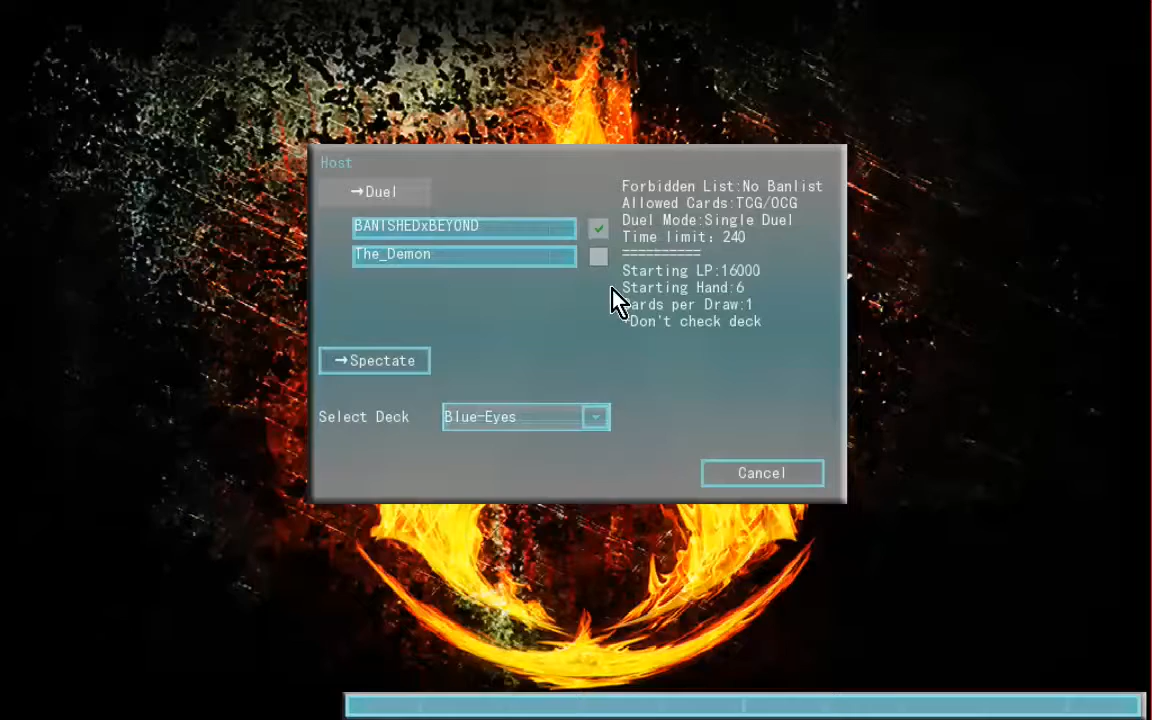 Host
→Duel
BANISHEDxBEYOND
The_Demon
Forbidden List:No Banlist
Allowed Cards:TCG/OCG
Duel Mode:Single Duel
Time limit: 240
==========
Starting LP:16000
Starting Hand:6
ards per Draw:1
*Don't check deck
→Spectate
Select Deck
Blue-Eyes
Cancel